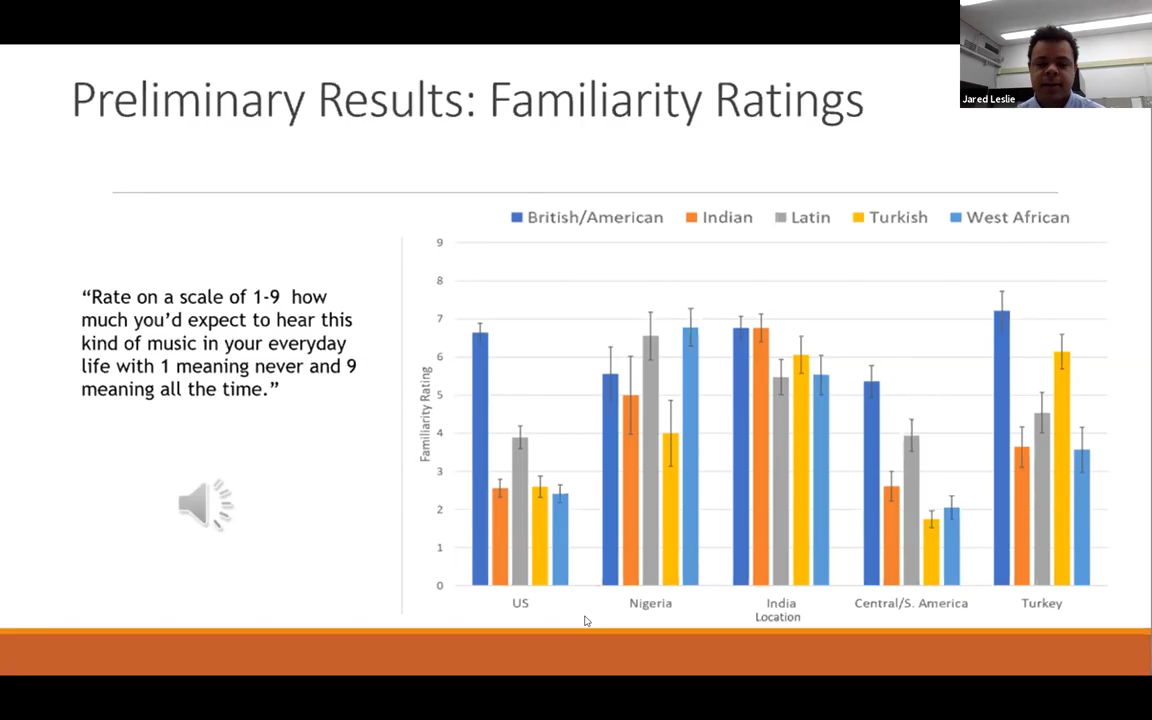 Preliminary Results: Familiarity Ratings
Jared Leslie
“Rate on a scale of 1-9 how
much you’d expect to hear this
kind of music in your everyday
life with 1 meaning never and 9
meaning all the time.”
British/American Indian Latin Turkish West African
Familiarity Rating
9
8
7
6
5
4
3
2
1
0
US Nigeria India Central/S. America Turkey
Location